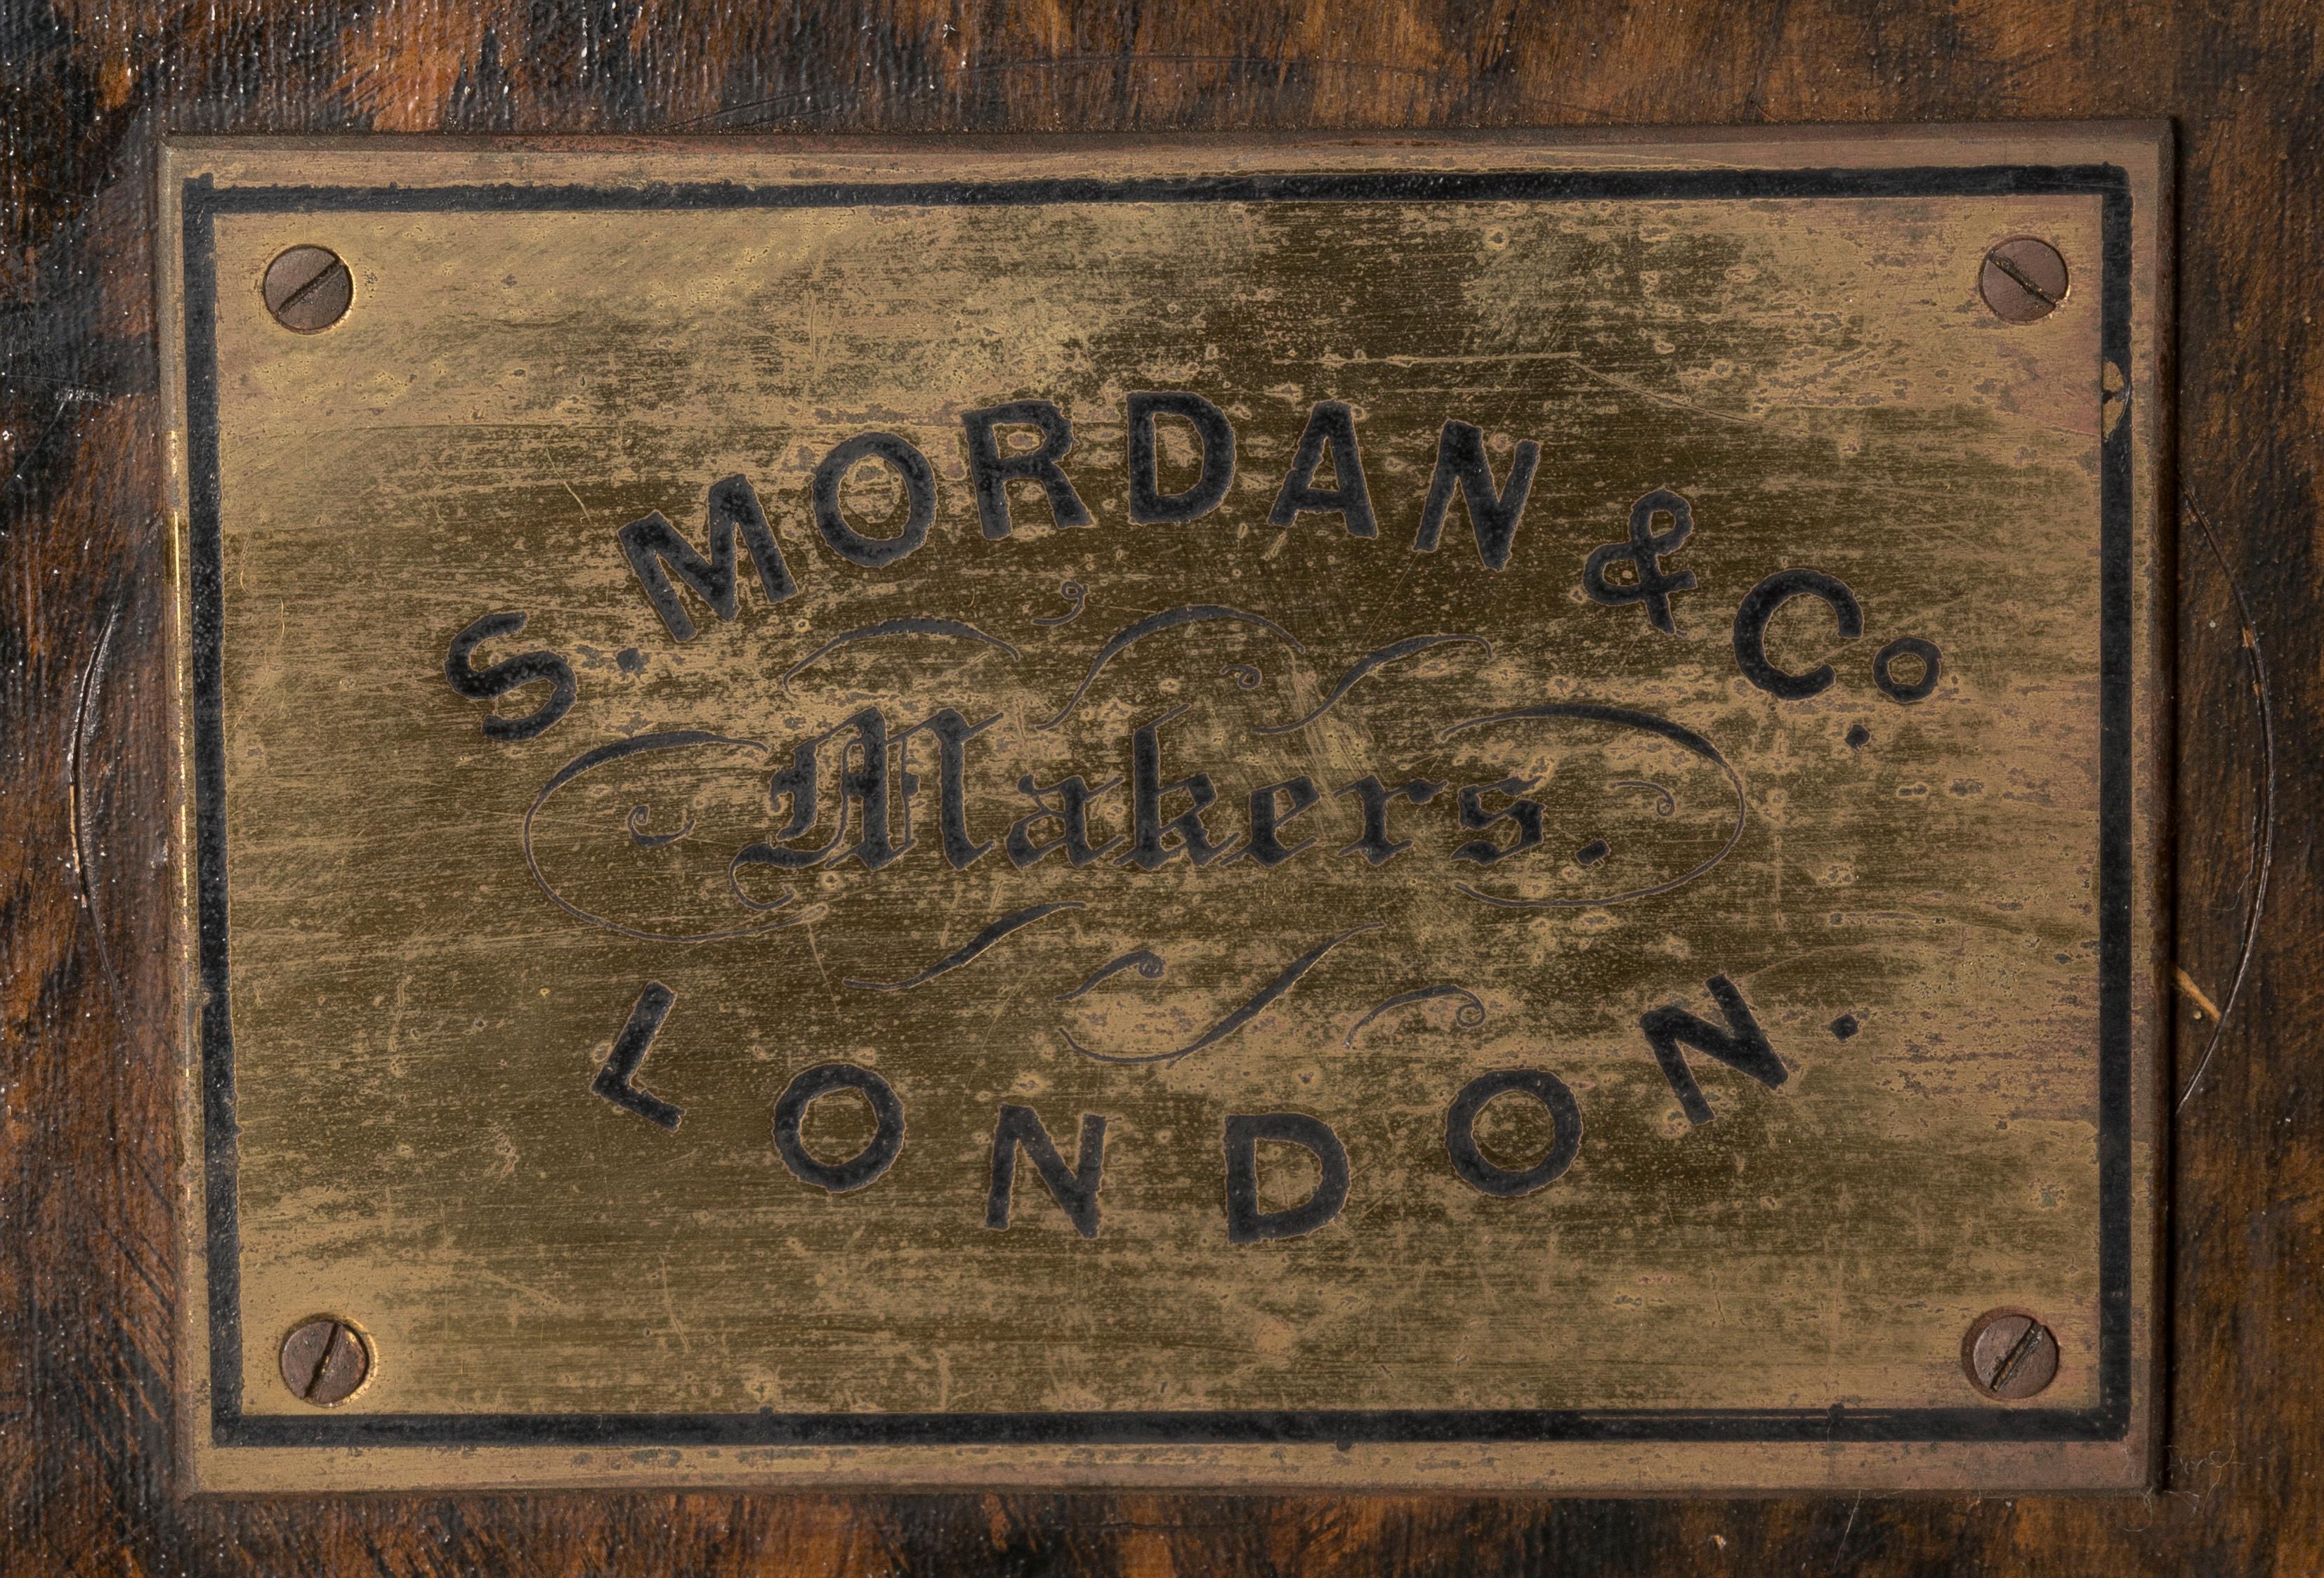 S. MORDAN & Co.
Makers.
LONDON.